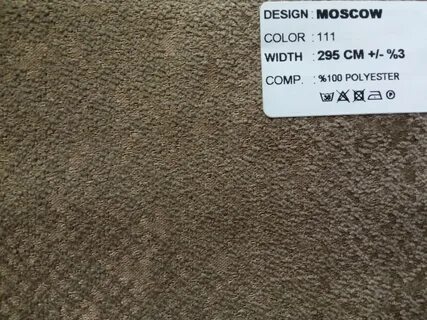 DESIGN : MOSCOW
COLOR : 111
WIDTH : 295 CM +/- %3
COMP. : %100 POLYESTER